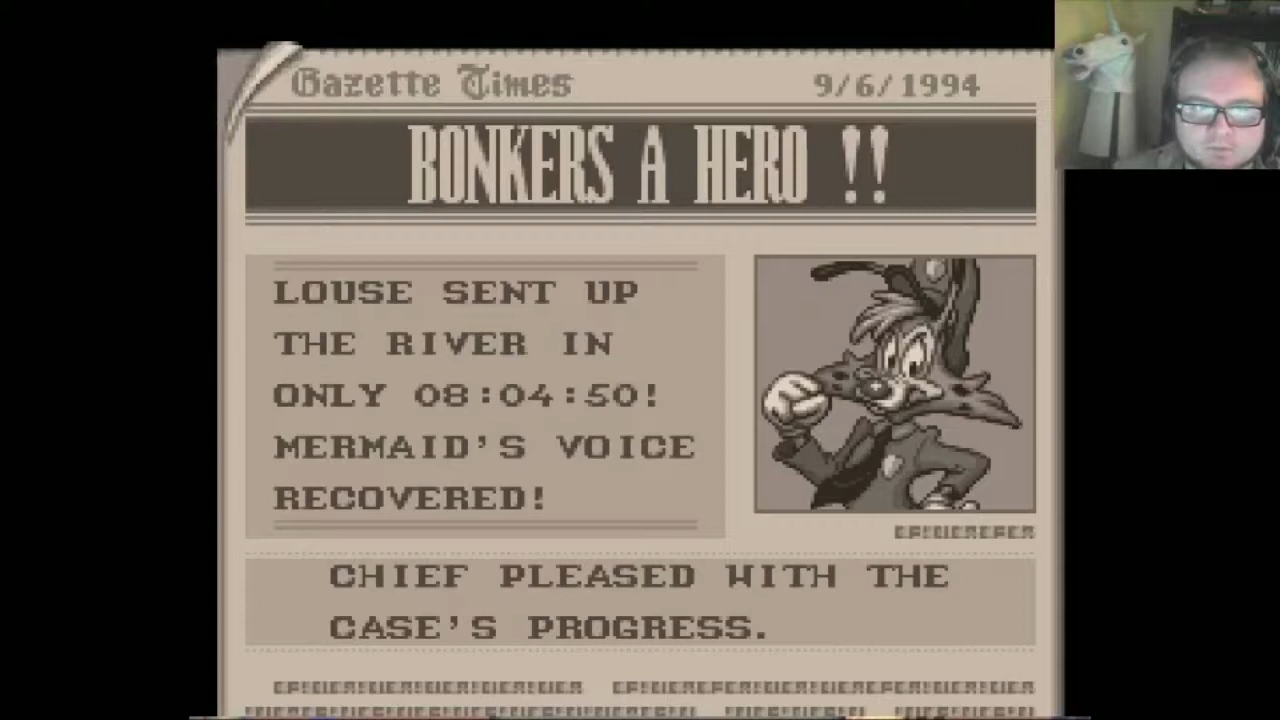 Gazette Times 9/6/1994
BONKERS A HERO !!
LOUSE SENT UP
THE RIVER IN
ONLY 08:04:50!
MERMAID'S VOICE
RECOVERED!
CHIEF PLEASED WITH THE
CASE'S PROGRESS.